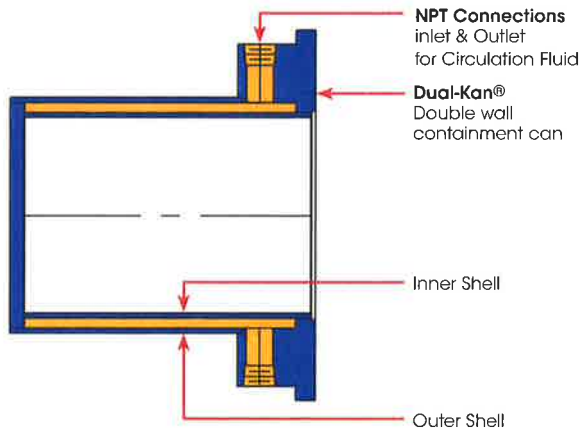 NPT Connections
inlet & Outlet
for Circulation Fluid
Dual-Kan®
Double wall
containment can
Inner Shell
Outer Shell